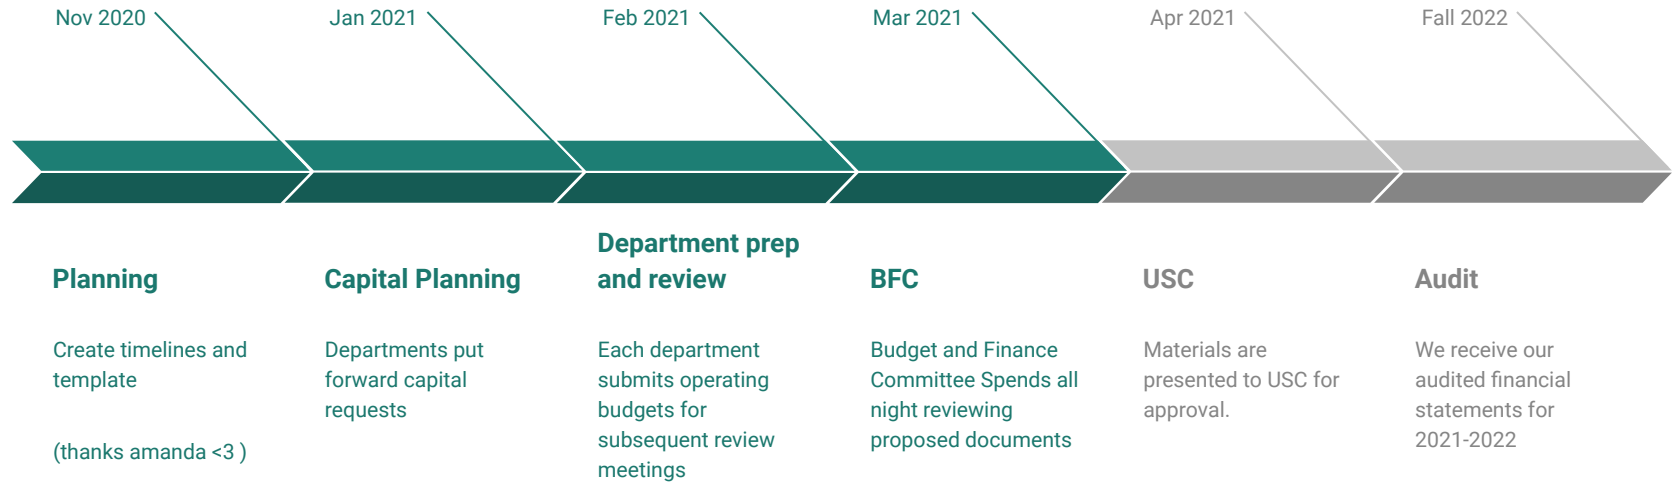 Nov 2020
Jan 2021
Feb 2021
Mar 2021
Apr 2021
Fall 2022
Planning
Create timelines and
template
(thanks amanda <3 )
Capital Planning
Departments put
forward capital
requests
Department prep
and review
Each department
submits operating
budgets for
subsequent review
meetings
BFC
Budget and Finance
Committee Spends all
night reviewing
proposed documents
USC
Materials are
presented to USC for
approval.
Audit
We receive our
audited financial
statements for
2021-2022